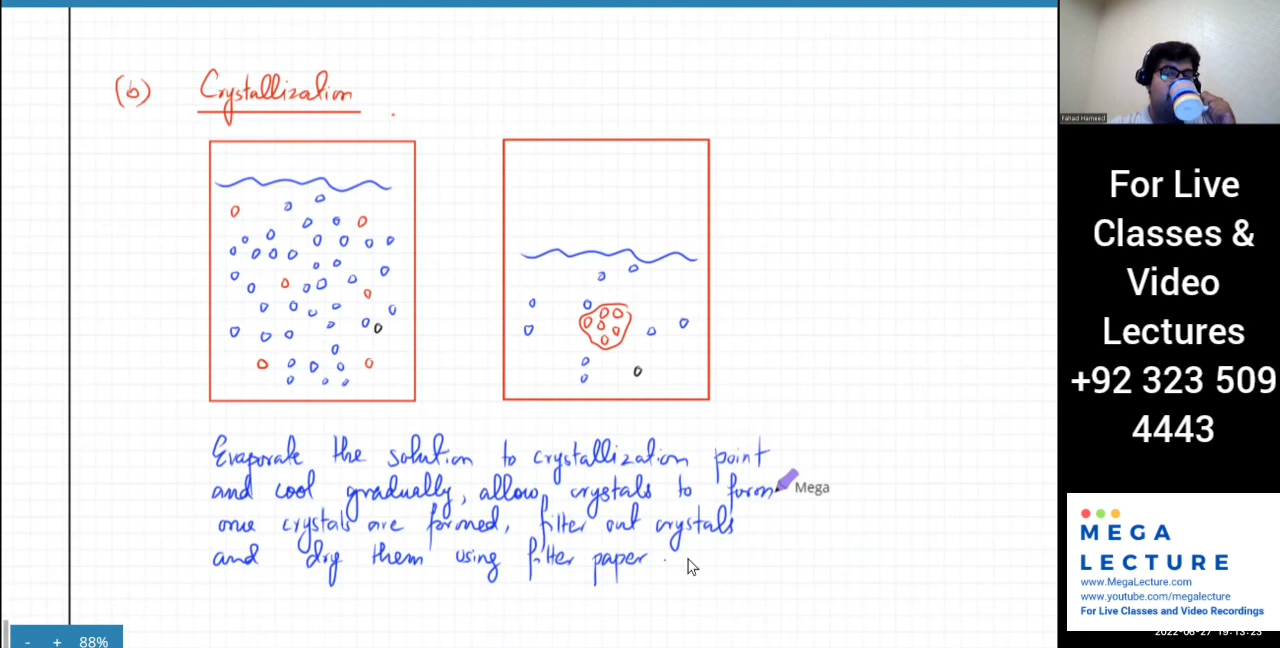 (b) Crystallization .
Evaporate the solution to crystallization point
and cool gradually, allow crystals to form
once crystals are formed, filter out crystals
and dry them using filter paper .
Mega
- + 88%
Fahad Hameed
For Live
Classes &
Video
Lectures
+92 323 509
4443
MEGA
LECTURE
www.MegaLecture.com
www.youtube.com/megalecture
For Live Classes and Video Recordings
2022-06-27 19:13:23